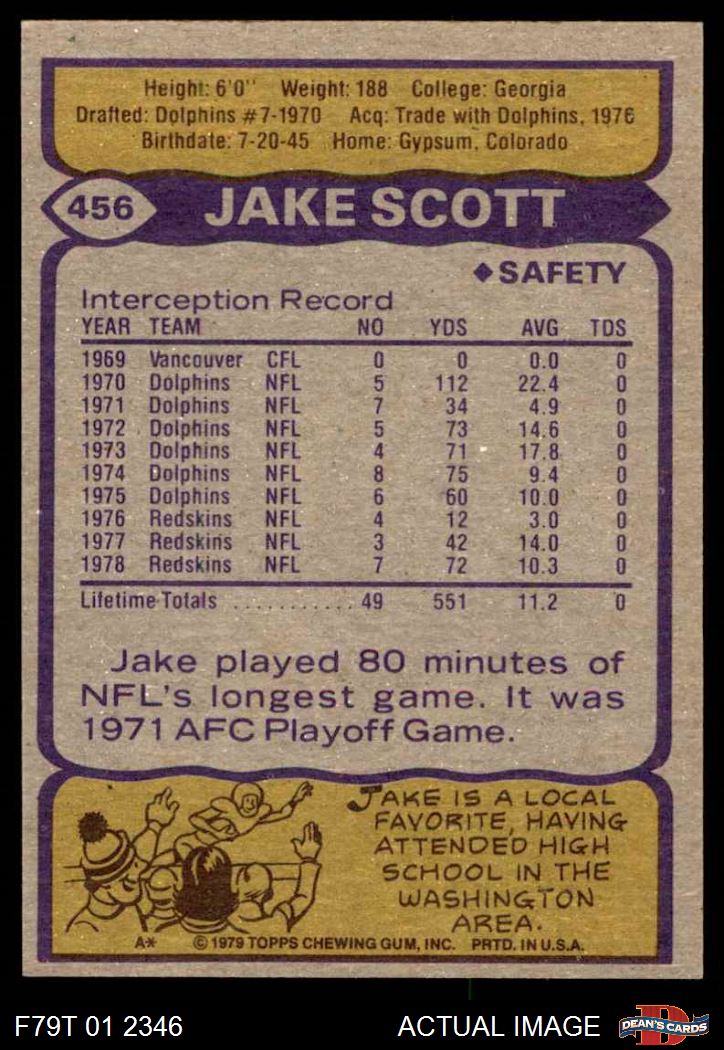 Height: 6'0" Weight: 188 College: Georgia
Drafted: Dolphins #7-1970 Acq: Trade with Dolphins, 1976
Birthdate: 7-20-45 Home: Gypsum, Colorado
456 JAKE SCOTT
◆SAFETY
Interception Record
YEAR TEAM NO YDS AVG TDS
1969 Vancouver CFL 0 0 0.0 0
1970 Dolphins NFL 5 112 22.4 0
1971 Dolphins NFL 7 34 4.9 0
1972 Dolphins NFL 5 73 14.6 0
1973 Dolphins NFL 4 71 17.8 0
1974 Dolphins NFL 8 75 9.4 0
1975 Dolphins NFL 6 60 10.0 0
1976 Redskins NFL 4 12 3.0 0
1977 Redskins NFL 3 42 14.0 0
1978 Redskins NFL 7 72 10.3 0
Lifetime Totals ........... 49 551 11.2 0
Jake played 80 minutes of
NFL's longest game. It was
1971 AFC Playoff Game.
JAKE IS A LOCAL
FAVORITE, HAVING
ATTENDED HIGH
SCHOOL IN THE
WASHINGTON
AREA.
A* © 1979 TOPPS CHEWING GUM, INC. PRTD. IN U.S.A.
F79T 01 2346 ACTUAL IMAGE D DEAN'S CARDS